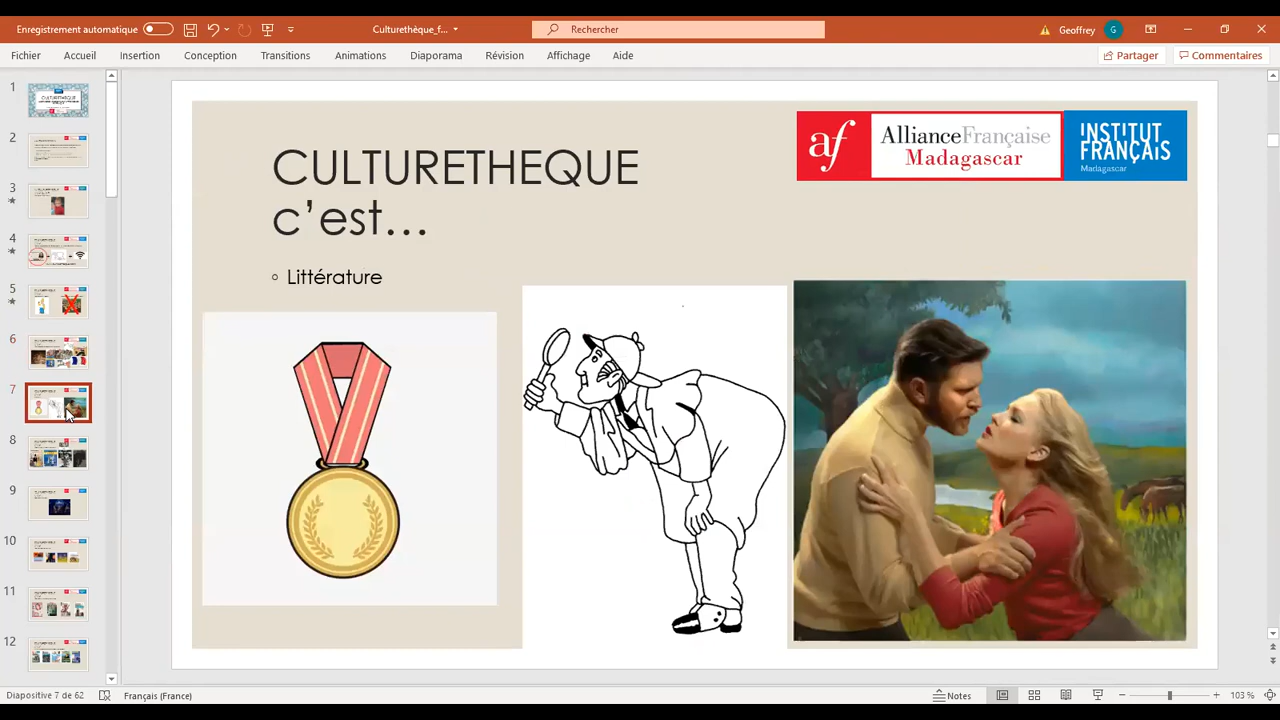 Enregistrement automatique
Culturethèque_f...
Rechercher
Geoffrey
G
Fichier
Accueil
Insertion
Conception
Transitions
Animations
Diaporama
Révision
Affichage
Aide
Partager
Commentaires
1
2
3
4
5
6
7
8
9
10
11
12
CULTURETHEQUE
c’est…
Littérature
af
AllianceFrançaise
Madagascar
INSTITUT
FRANÇAIS
Madagascar
Diapositive 7 de 62
Français (France)
Notes
103 %